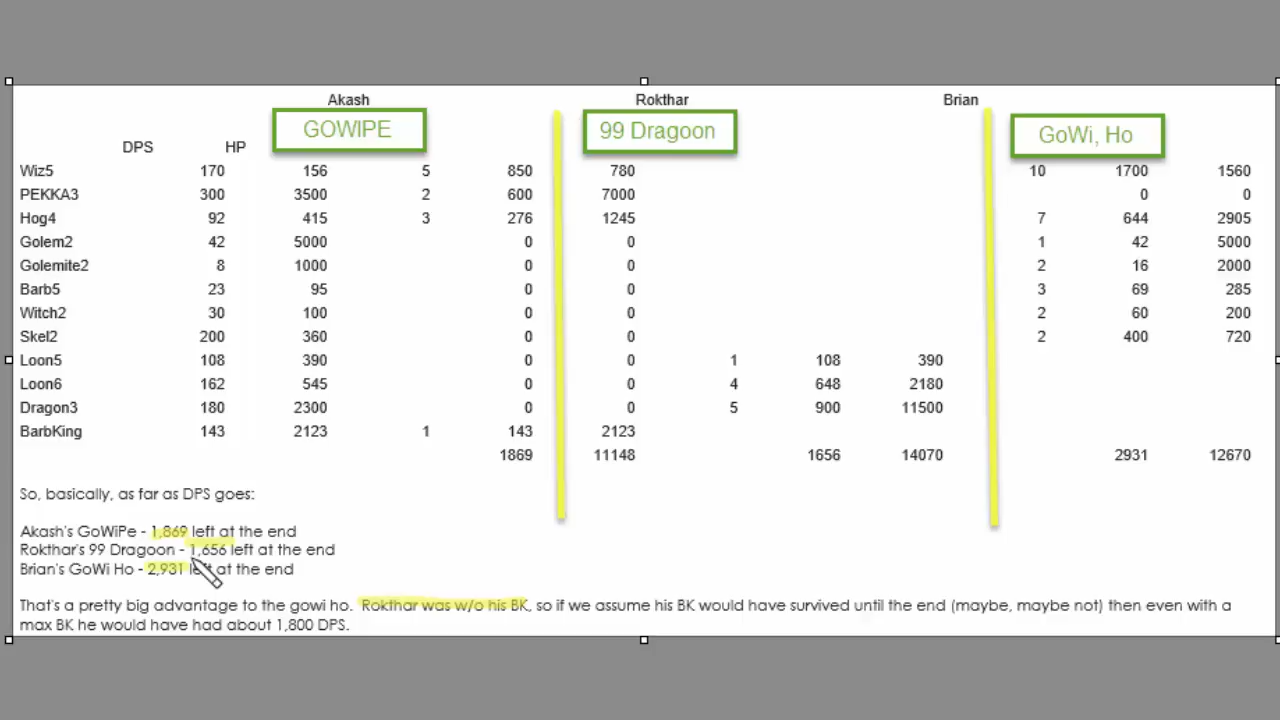 Akash Rokthar Brian
GOWIPE 99 Dragoon GoWi, Ho
DPS HP
Wiz5 170 156 5 850 780 10 1700 1560
PEKKA3 300 3500 2 600 7000 0 0
Hog4 92 415 3 276 1245 7 644 2905
Golem2 42 5000 0 0 1 42 5000
Golemite2 8 1000 0 0 2 16 2000
Barb5 23 95 0 0 3 69 285
Witch2 30 100 0 0 2 60 200
Skel2 200 360 0 0 2 400 720
Loon5 108 390 0 0 1 108 390
Loon6 162 545 0 0 4 648 2180
Dragon3 180 2300 0 0 5 900 11500
BarbKing 143 2123 1 143 2123
1869 11148 1656 14070 2931 12670
So, basically, as far as DPS goes:
Akash's GoWiPe - 1,869 left at the end
Rokthar's 99 Dragoon - 1,656 left at the end
Brian's GoWi Ho - 2,931 left at the end
That's a pretty big advantage to the gowi ho. Rokthar was w/o his BK, so if we assume his BK would have survived until the end (maybe, maybe not) then even with a
max BK he would have had about 1,800 DPS.